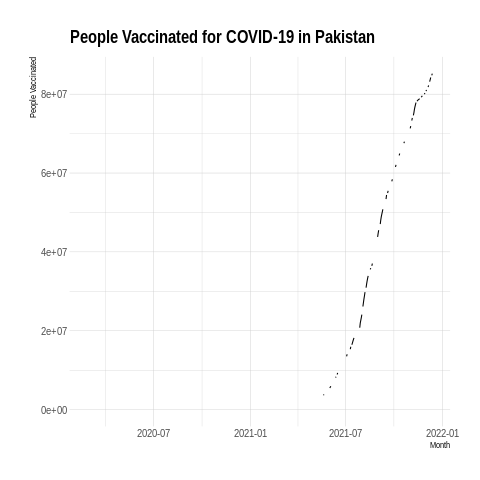 People Vaccinated for COVID-19 in Pakistan
People Vaccinated
8e+07
6e+07
4e+07
2e+07
0e+00
2020-07
2021-01
2021-07
2022-01
Month